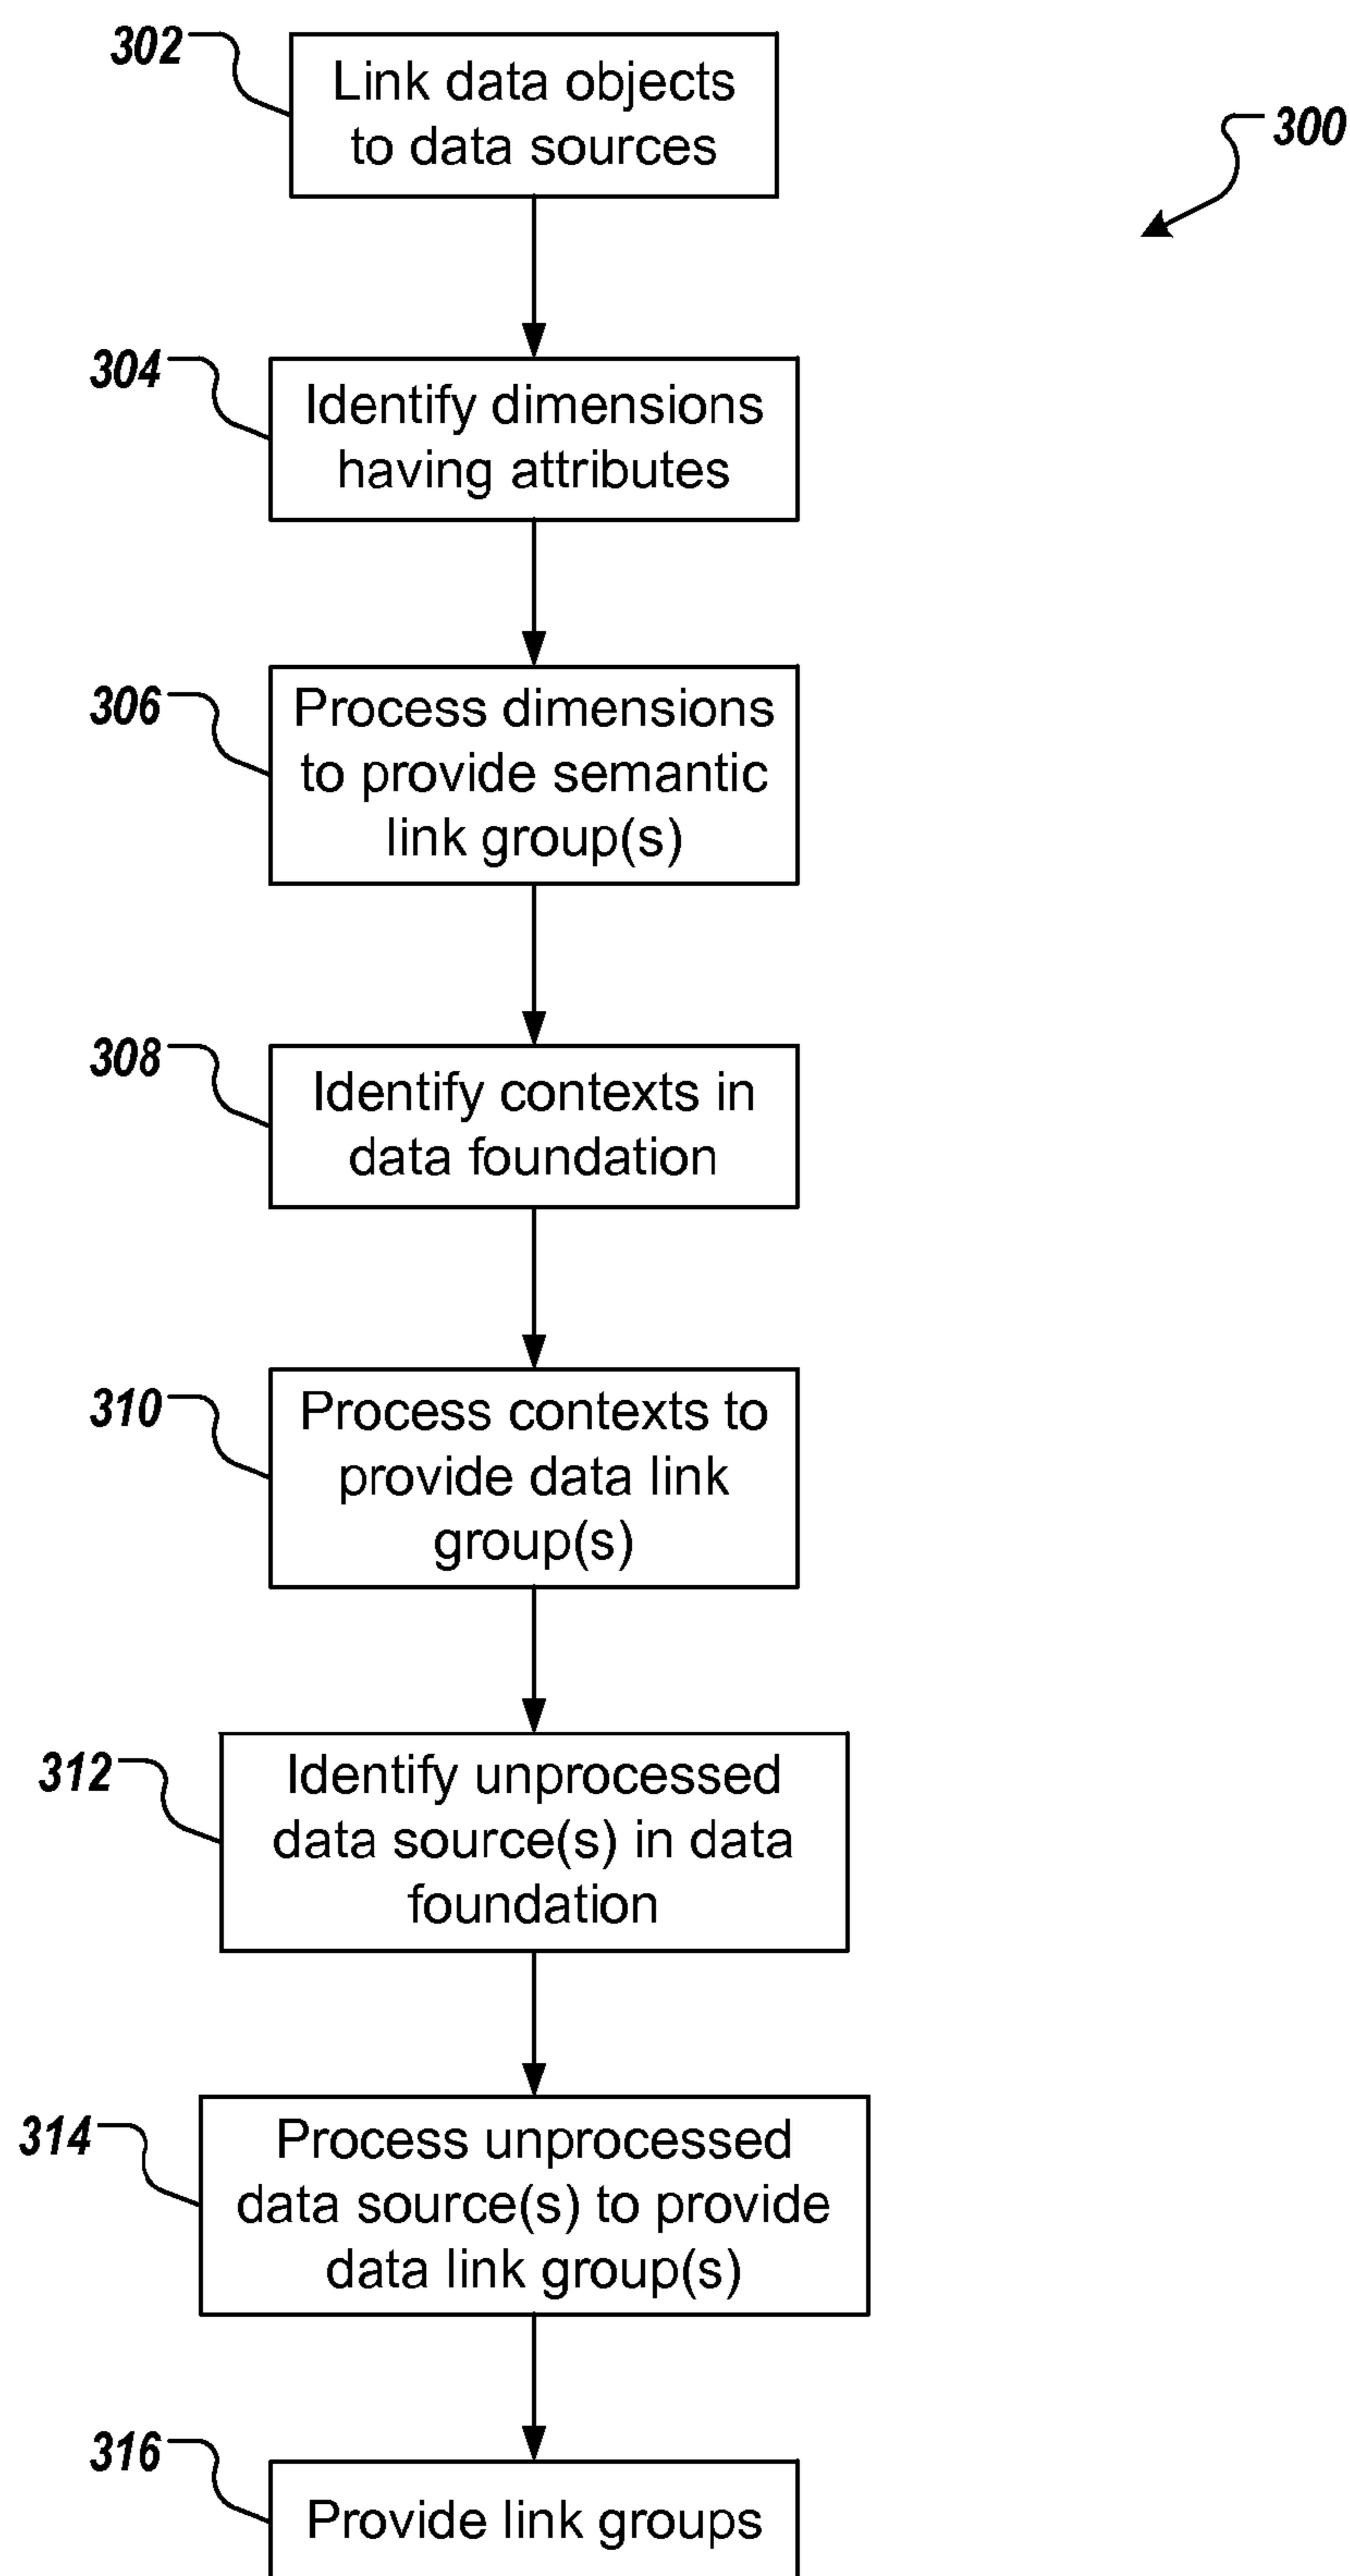 302
Link data objects
to data sources
300
304
Identify dimensions
having attributes
306
Process dimensions
to provide semantic
link group(s)
308
Identify contexts in
data foundation
310
Process contexts to
provide data link
group(s)
312
Identify unprocessed
data source(s) in data
foundation
314
Process unprocessed
data source(s) to provide
data link group(s)
316
Provide link groups